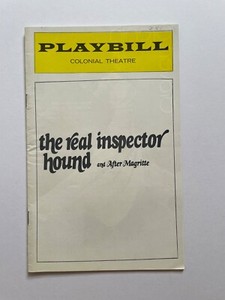 PLAYBILL
COLONIAL THEATRE
the real inspector
hound and After Magritte